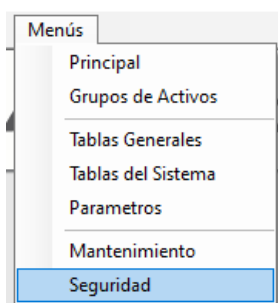 Menús
Principal
Grupos de Activos
Tablas Generales
Tablas del Sistema
Parametros
Mantenimiento
Seguridad